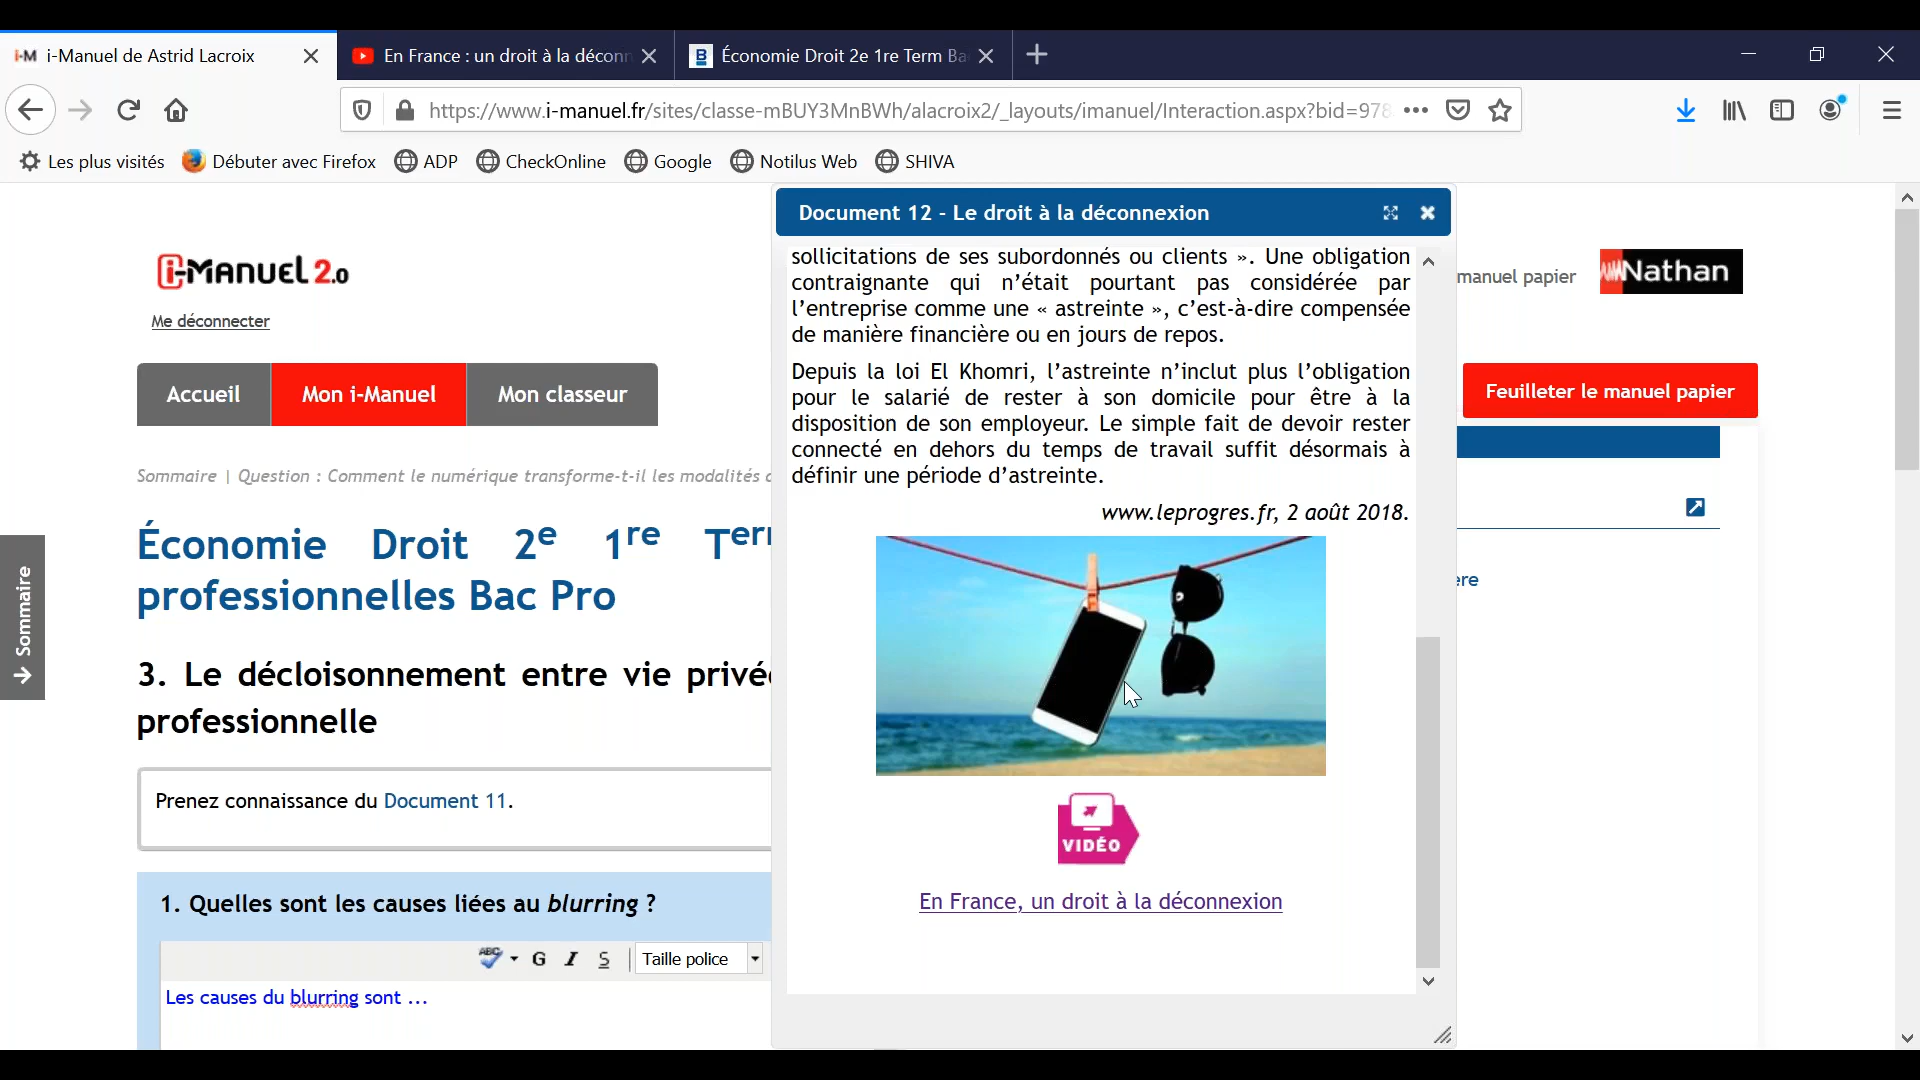 i-Manuel de Astrid Lacroix
En France : un droit à la déconn
Économie Droit 2e 1re Term Ba
https://www.i-manuel.fr/sites/classe-mBUY3MnBWh/alacroix2/_layouts/imanuel/Interaction.aspx?bid=978
Les plus visités
Débuter avec Firefox
ADP
CheckOnline
Google
Notilus Web
SHIVA
i-MANUEL 2.0
Me déconnecter
Accueil
Mon i-Manuel
Mon classeur
Sommaire | Question : Comment le numérique transforme-t-il les modalités
Économie Droit 2e 1re Term
professionnelles Bac Pro
3. Le décloisonnement entre vie privée
professionnelle
Prenez connaissance du Document 11.
1. Quelles sont les causes liées au blurring ?
ABC
G I S
Taille police
Les causes du blurring sont ...
→ Sommaire
Document 12 - Le droit à la déconnexion
sollicitations de ses subordonnés ou clients ». Une obligation
contraignante qui n’était pourtant pas considérée par
l’entreprise comme une « astreinte », c’est-à-dire compensée
de manière financière ou en jours de repos.
Depuis la loi El Khomri, l’astreinte n’inclut plus l’obligation
pour le salarié de rester à son domicile pour être à la
disposition de son employeur. Le simple fait de devoir rester
connecté en dehors du temps de travail suffit désormais à
définir une période d’astreinte.
www.leprogres.fr, 2 août 2018.
VIDÉO
En France, un droit à la déconnexion
manuel papier
Nathan
Feuilleter le manuel papier
ère